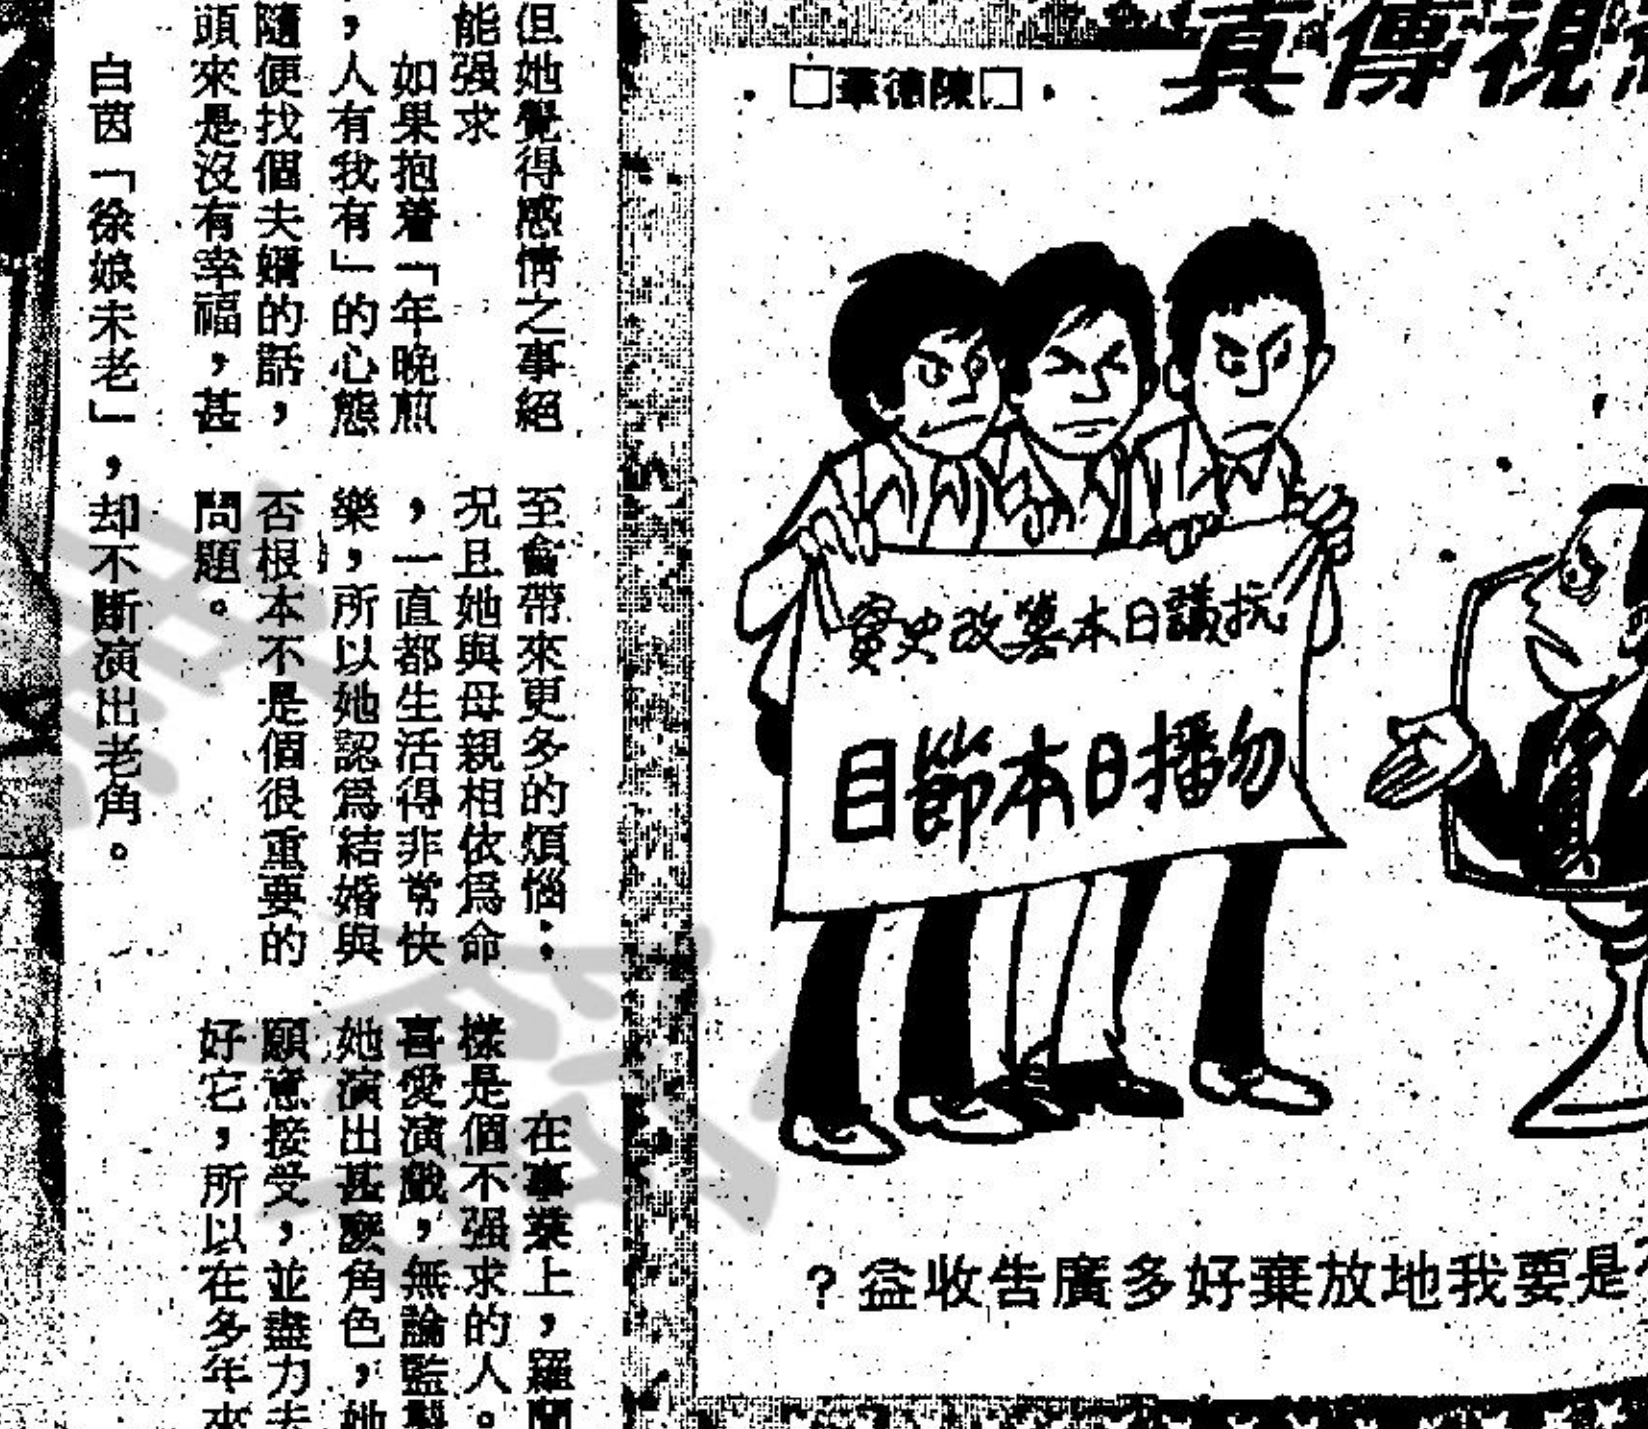 視傳真
陳德
抗議日本篡改史實
勿播日本節目
是要我地放棄好多廣告收益?
但她覺得感情之事絕
能强求
如果抱着「年晚煎
,人有我有」的心態
隨便找個夫婿的話,
頭來是沒有幸福,甚
至會帶來更多的煩惱;
況且她與母親相依爲命
,一直都生活得非常快
樂,所以她認爲結婚與
否根本不是個很重要的
問題。
在事業上,羅蘭
樣是個不强求的人。
喜愛演戲,無論監製
她演出甚麽角色,她
願意接受,並盡力去
好它,所以在多年來
白茵「徐娘未老」,却不斷演出老角。